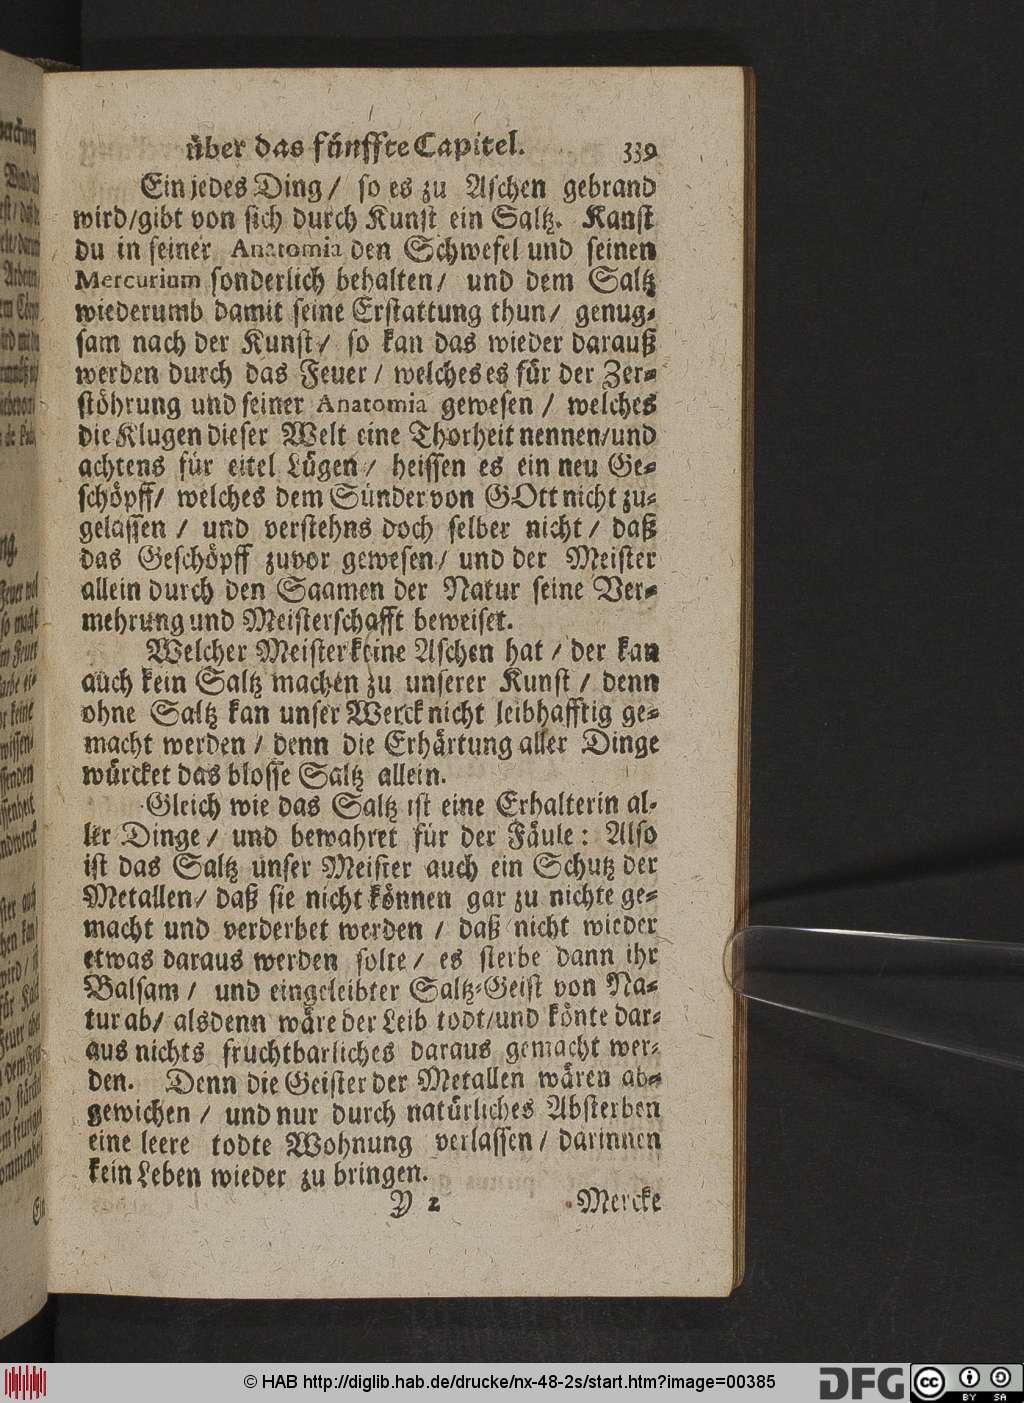 über das fünffte Capitel. 339
Ein jedes Ding/ so es zu Aschen gebrand
wird/gibt von sich durch Kunst ein Saltz. Kanst
du in seiner Anatomia den Schwefel und seinen
Mercurium sonderlich behalten/ und dem Saltz
wiederumb damit seine Erstattung thun/ genug-
sam nach der Kunst/ so kan das wieder darauß
werden durch das Feuer/ welches es für der Zer-
stöhrung und seiner Anatomia gewesen/ welches
die Klugen dieser Welt eine Thorheit nennen/und
achtens für eitel Lügen/ heissen es ein neu Ge-
schöpff/ welches dem Sünder von GOtt nicht zu-
gelassen/ und verstehns doch selber nicht/ daß
das Geschöpff zuvor gewesen/ und der Meister
allein durch den Saamen der Natur seine Ver-
mehrung und Meisterschafft beweiset.
Welcher Meister keine Aschen hat/ der kan
auch kein Saltz machen zu unserer Kunst/ denn
ohne Saltz kan unser Werck nicht leibhafftig ge-
macht werden/ denn die Erhärtung aller Dinge
würcket das blosse Saltz allein.
Gleich wie das Saltz ist eine Erhalterin al-
ler Dinge/ und bewahret für der Fäule: Also
ist das Saltz unser Meister auch ein Schutz der
Metallen/ daß sie nicht können gar zu nichte ge-
macht und verderbet werden/ daß nicht wieder
etwas daraus werden solte/ es sterbe dann ihr
Balsam/ und eingeleibter Saltz-Geist von Na-
tur ab/ alsdenn wäre der Leib todt/und könte dar-
aus nichts fruchtbarliches daraus gemacht wer-
den. Denn die Geister der Metallen wären ab-
gewichen/ und nur durch natürliches Absterben
eine leere todte Wohnung verlassen/ darinnen
kein Leben wieder zu bringen.
Y 2 Mercke
© HAB http://diglib.hab.de/drucke/nx-48-2s/start.htm?image=00385
DFG
cc BY SA